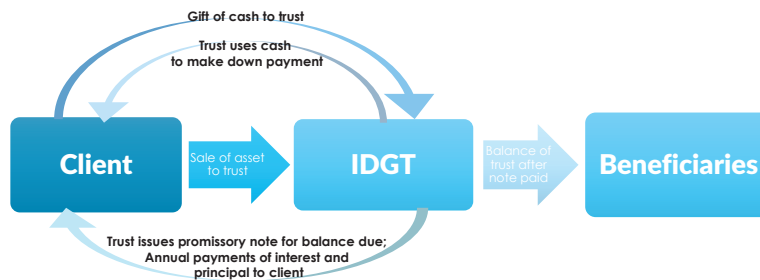 Gift of cash to trust
Trust uses cash
to make down payment
Client
Sale of asset
to trust
IDGT
Balance of
trust after
note paid
Beneficiaries
Trust issues promissory note for balance due;
Annual payments of interest and
principal to client